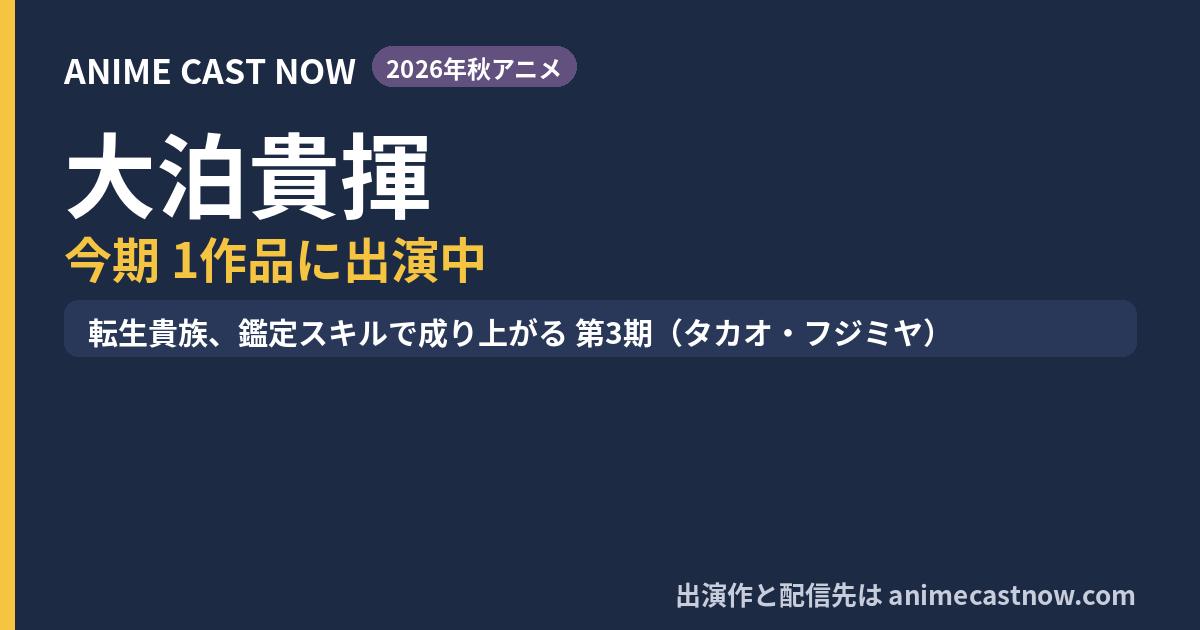 ANIME CAST NOW 2026年秋アニメ
大泊貴揮
今期 1作品に出演中
転生貴族、鑑定スキルで成り上がる 第3期（タカオ・フジミヤ）
出演作と配信先は animecastnow.com